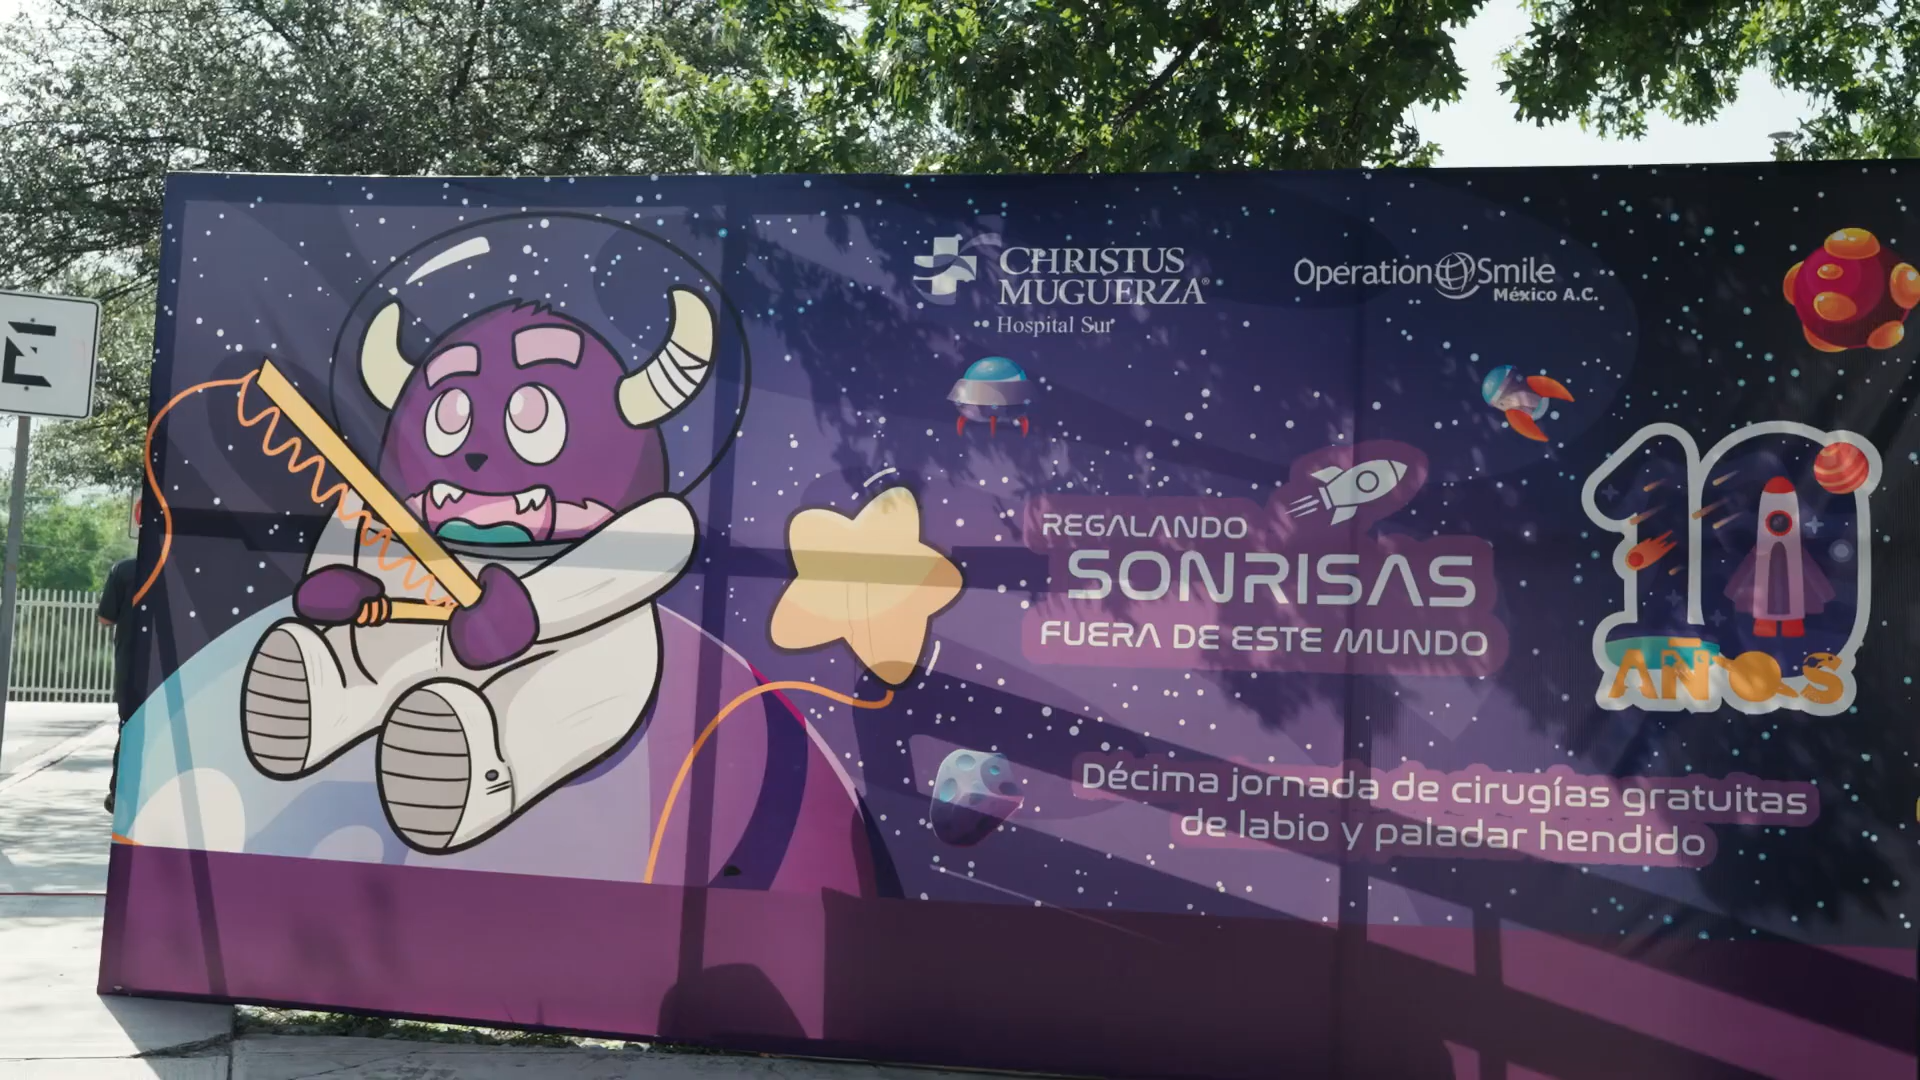 E
CHRISTUS
MUGUERZA®
Hospital Sur
Operation Smile
México A.C.
REGALANDO
SONRISAS
FUERA DE ESTE MUNDO
10
AÑOS
Décima jornada de cirugías gratuitas
de labio y paladar hendido